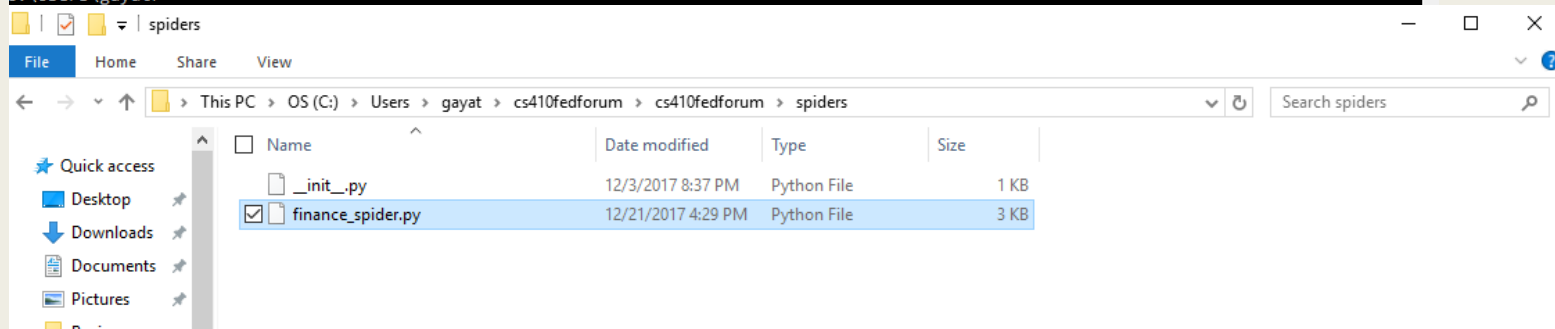 spiders
File Home Share View
This PC > OS (C:) > Users > gayat > cs410fedforum > cs410fedforum > spiders
Search spiders
Name Date modified Type Size
Quick access
__init__.py 12/3/2017 8:37 PM Python File 1 KB
Desktop
finance_spider.py 12/21/2017 4:29 PM Python File 3 KB
Downloads
Documents
Pictures